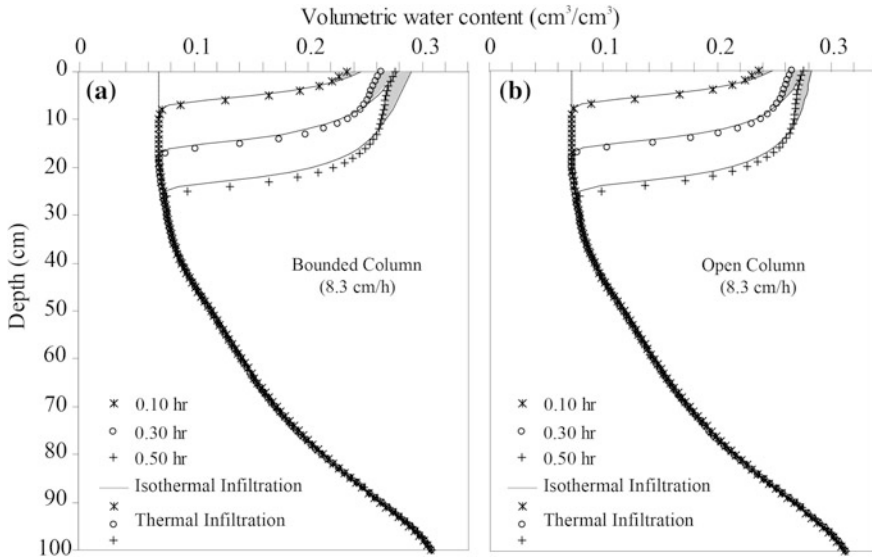 Volumetric water content (cm³/cm³)
0 0.1 0.2 0.3 0 0.1 0.2 0.3
Depth (cm)
0
10
20
30
40
50
60
70
80
90
100
(a)
Bounded Column
(8.3 cm/h)
0.10 hr
0.30 hr
0.50 hr
Isothermal Infiltration
Thermal Infiltration
(b)
Open Column
(8.3 cm/h)
0.10 hr
0.30 hr
0.50 hr
Isothermal Infiltration
Thermal Infiltration